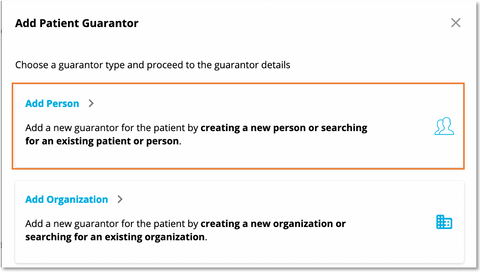 Add Patient Guarantor
Choose a guarantor type and proceed to the guarantor details
Add Person
Add a new guarantor for the patient by creating a new person or searching
for an existing patient or person.
Add Organization
Add a new guarantor for the patient by creating a new organization or
searching for an existing organization.